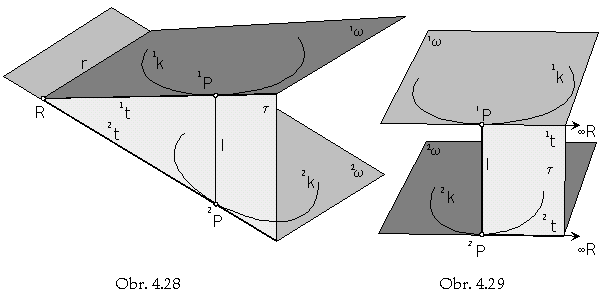 r
¹k
¹ω
¹P
R
¹t
τ
²t
l
²k
²ω
²P
Obr. 4.28
¹ω
¹k
¹P
¹t
∞R
²ω
l
τ
²k
²t
²P
∞R
Obr. 4.29